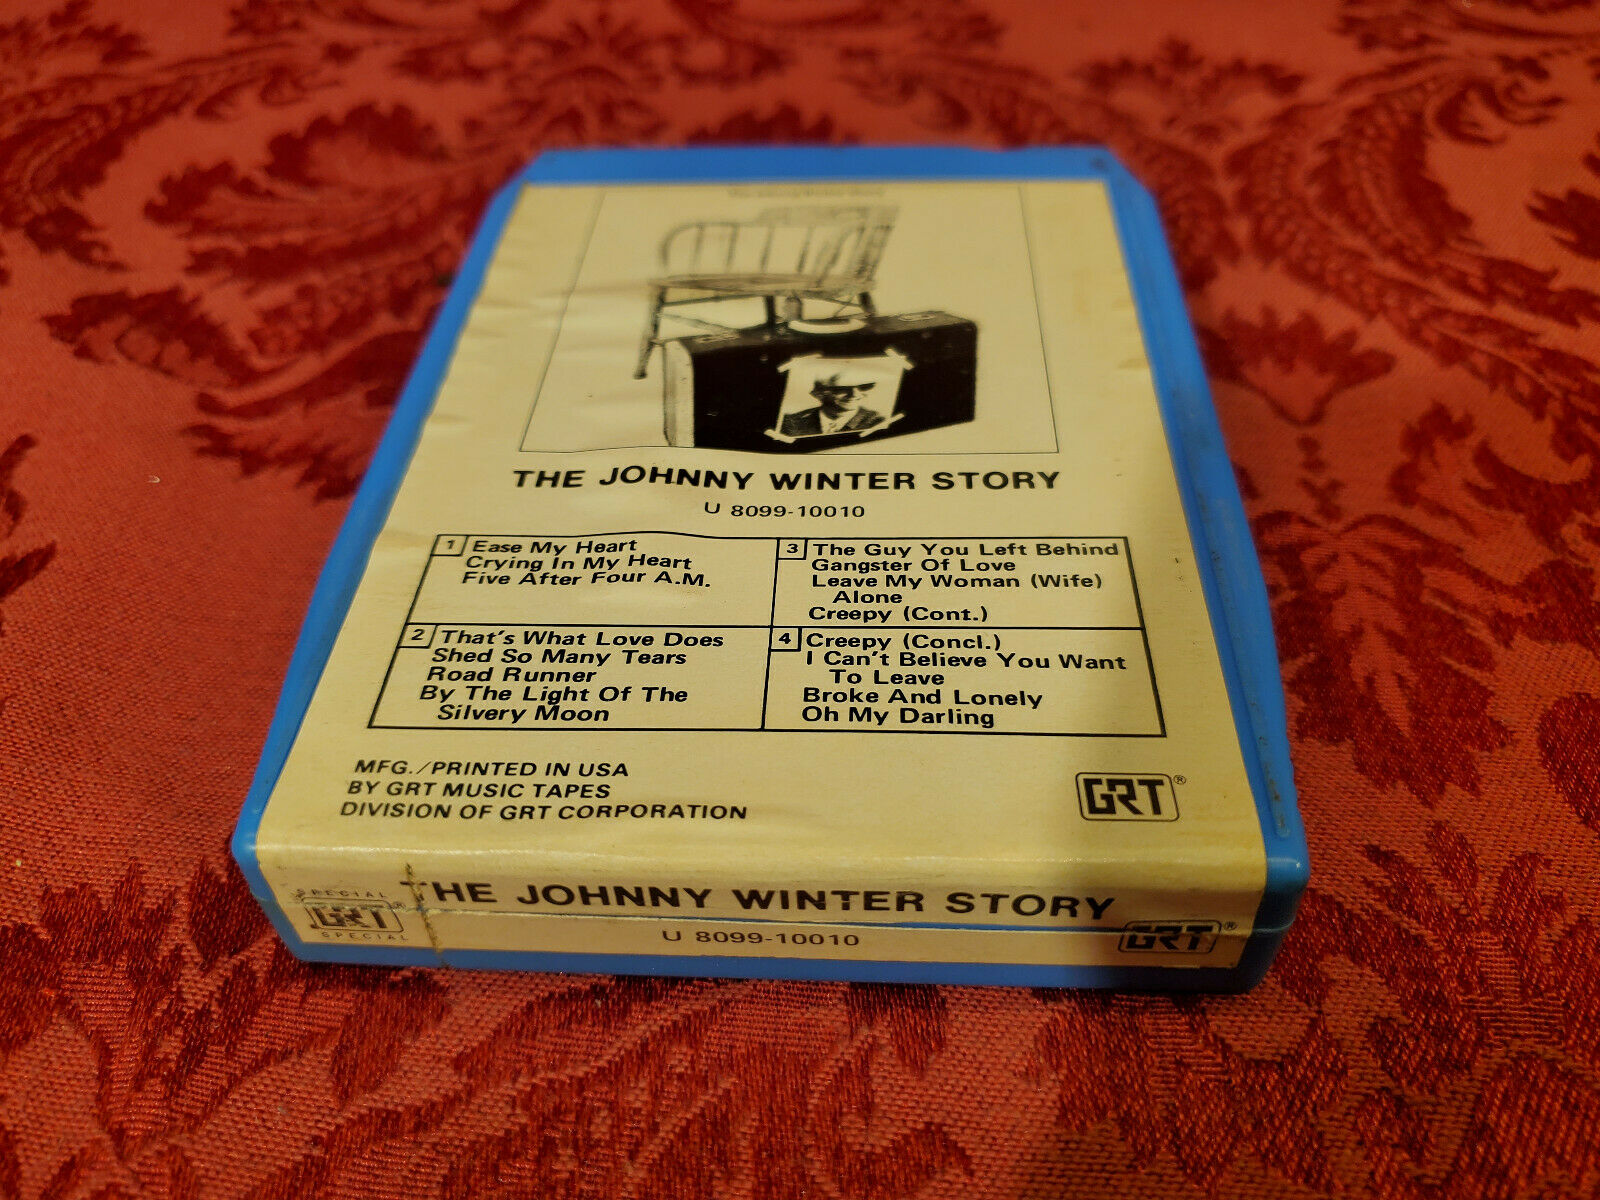 The Johnny Winter Story
THE JOHNNY WINTER STORY
U 8099-10010
1 Ease My Heart
Crying In My Heart
Five After Four A.M.
2 That's What Love Does
Shed So Many Tears
Road Runner
By The Light Of The
Silvery Moon
3 The Guy You Left Behind
Gangster Of Love
Leave My Woman (Wife)
Alone
Creepy (Cont.)
4 Creepy (Concl.)
I Can't Believe You Want
To Leave
Broke And Lonely
Oh My Darling
MFG./PRINTED IN USA
BY GRT MUSIC TAPES
DIVISION OF GRT CORPORATION
GRT®
SPECIAL
GRT®
SPECIAL
THE JOHNNY WINTER STORY
U 8099-10010
GRT®